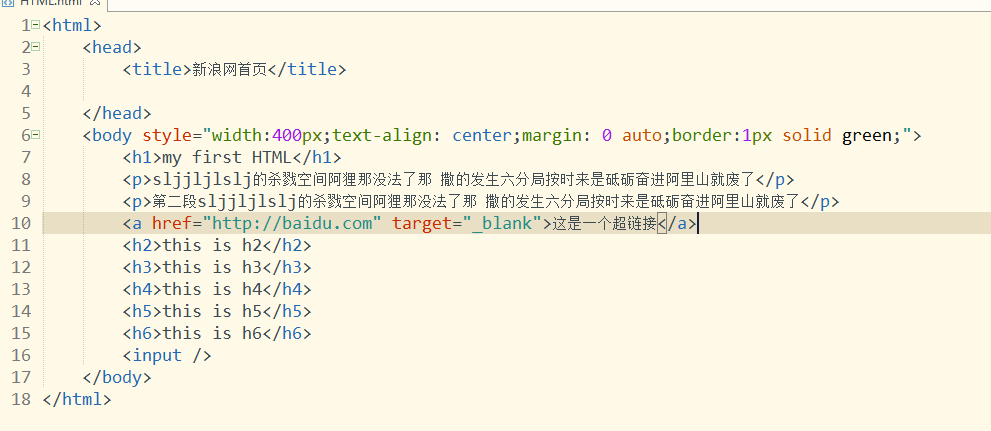 HTML.html
1 <html>
2 <head>
3 <title>新浪网首页</title>
4
5 </head>
6 <body style="width:400px;text-align: center;margin: 0 auto;border:1px solid green;">
7 <h1>my first HTML</h1>
8 <p>sljjljlslj的杀戮空间阿狸那没法了那 撒的发生六分局按时来是砥砺奋进阿里山就废了</p>
9 <p>第二段sljjljlslj的杀戮空间阿狸那没法了那 撒的发生六分局按时来是砥砺奋进阿里山就废了</p>
10 <a href="http://baidu.com" target="_blank">这是一个超链接</a>
11 <h2>this is h2</h2>
12 <h3>this is h3</h3>
13 <h4>this is h4</h4>
14 <h5>this is h5</h5>
15 <h6>this is h6</h6>
16 <input />
17 </body>
18 </html>